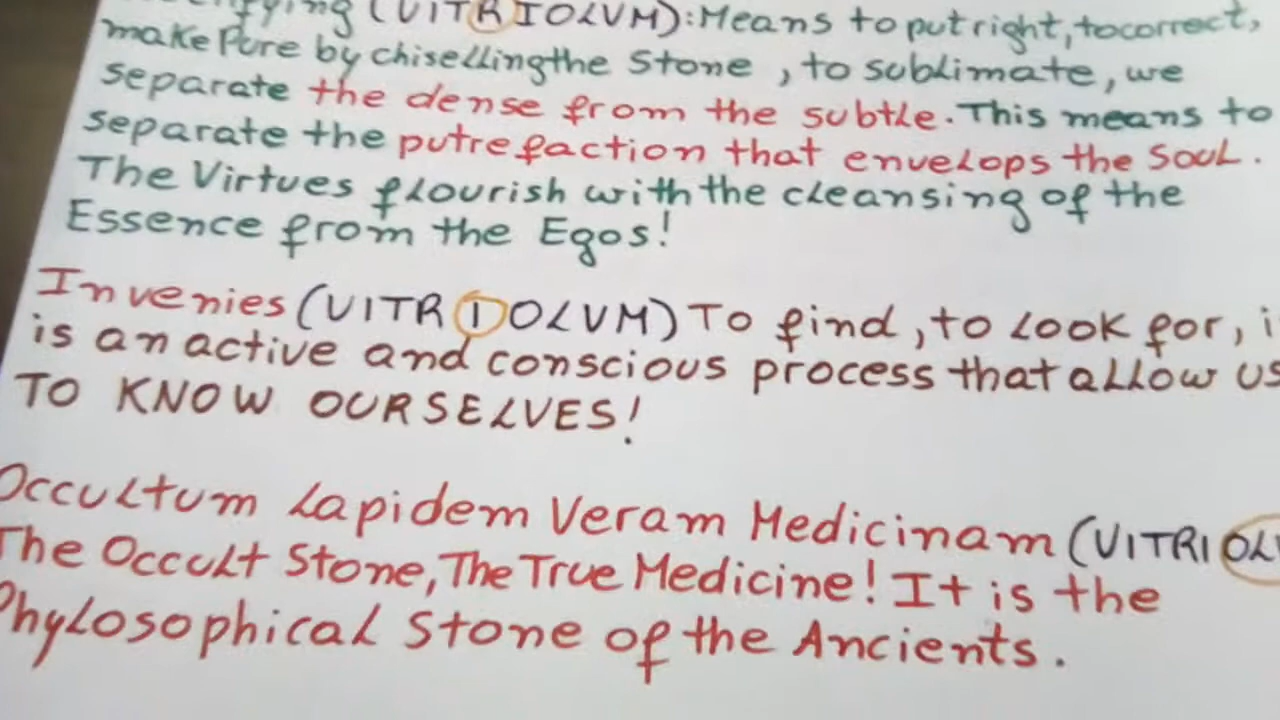 (VITRIOLVM): Means to put right, to correct,
make Pure by chiselling the Stone, to sublimate, we
separate the dense from the subtle. This means to
separate the putrefaction that envelops the Soul.
The Virtues flourish with the cleansing of the
Essence from the Egos!
Invenies (VITRIOLVM) To find, to look for,
is an active and conscious process that allow us
TO KNOW OURSELVES!
Occultum Lapidem Veram Medicinam (VITRIOL
The Occult Stone, The True Medicine! It is the
Phylosophical Stone of the Ancients.